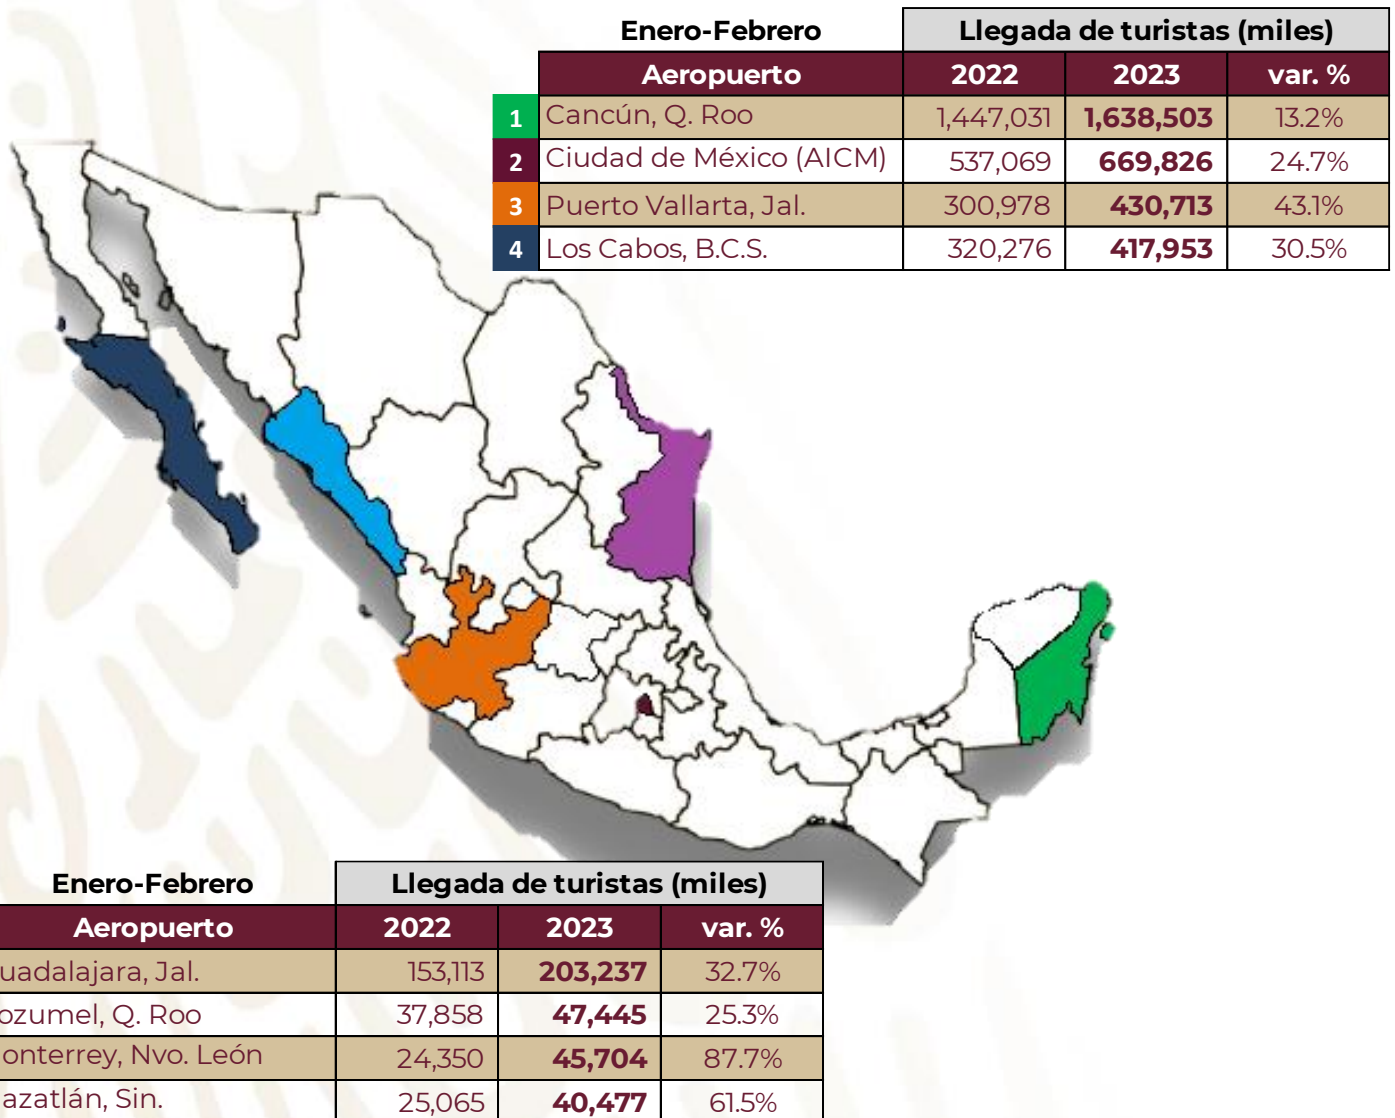 Enero-Febrero Llegada de turistas (miles)
Aeropuerto 2022 2023 var. %
1 Cancún, Q. Roo 1,447,031 1,638,503 13.2%
2 Ciudad de México (AICM) 537,069 669,826 24.7%
3 Puerto Vallarta, Jal. 300,978 430,713 43.1%
4 Los Cabos, B.C.S. 320,276 417,953 30.5%
Enero-Febrero Llegada de turistas (miles)
Aeropuerto 2022 2023 var. %
uadalajara, Jal. 153,113 203,237 32.7%
ozumel, Q. Roo 37,858 47,445 25.3%
onterrey, Nvo. León 24,350 45,704 87.7%
azatlán, Sin. 25,065 40,477 61.5%